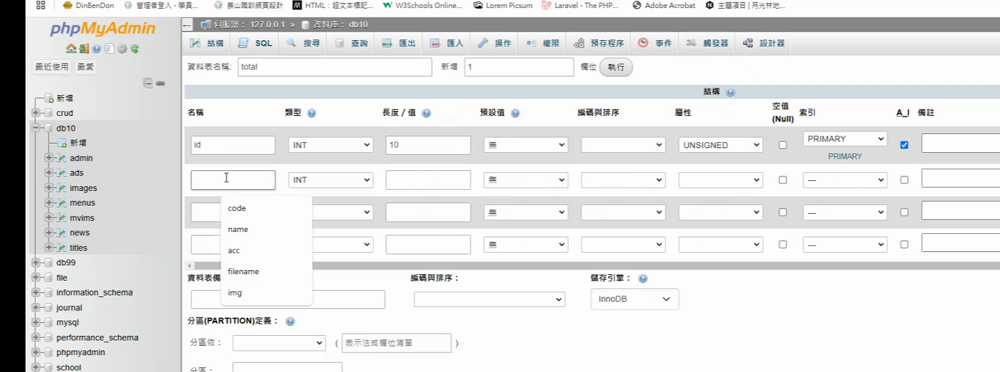 DinBenDon 管理者登入 - 學員... 泰山職訓網頁設計 HTML：超文本標記... W3Schools Online... Lorem Picsum Laravel - The PHP... Adobe Acrobat 主題項目 | 月光林地...
phpMyAdmin
最近使用 最愛
新增
crud
db10
新增
admin
ads
images
menus
mvims
news
titles
db99
file
information_schema
journal
mysql
performance_schema
phpmyadmin
school
伺服器： 127.0.0.1 » 資料庫： db10
結構 SQL 搜尋 查詢 匯出 匯入 操作 權限 預存程序 事件 觸發器 設計器
資料表名稱: total 新增 1 欄位 執行
結構
名稱 類型 長度 / 值 預設值 編碼與排序 屬性 空值 (Null) 索引 A_I 備註
id INT 10 無 UNSIGNED PRIMARY
PRIMARY
INT 無 ---
無 ---
無 ---
code
name
acc
filename
img
資料表備 編碼與排序： 儲存引擎：
InnoDB
分區(PARTITION)定義：
分區依： ( 表示法或欄位清單 )
分區：